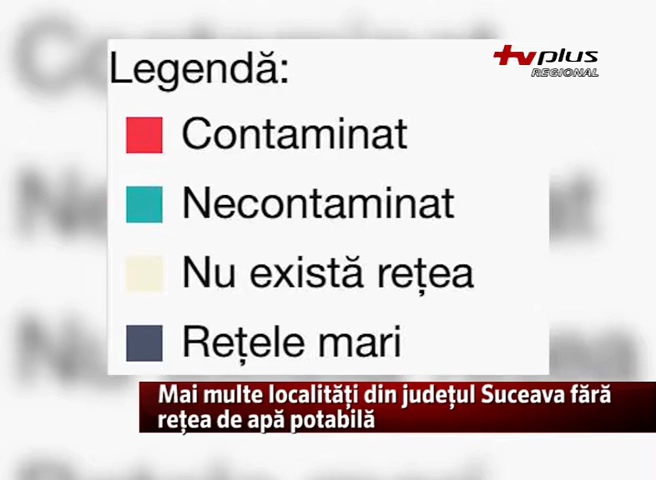 tvplus
REGIONAL
Legendă:
Contaminat
Necontaminat
Nu există rețea
Rețele mari
Mai multe localități din județul Suceava fără
rețea de apă potabilă